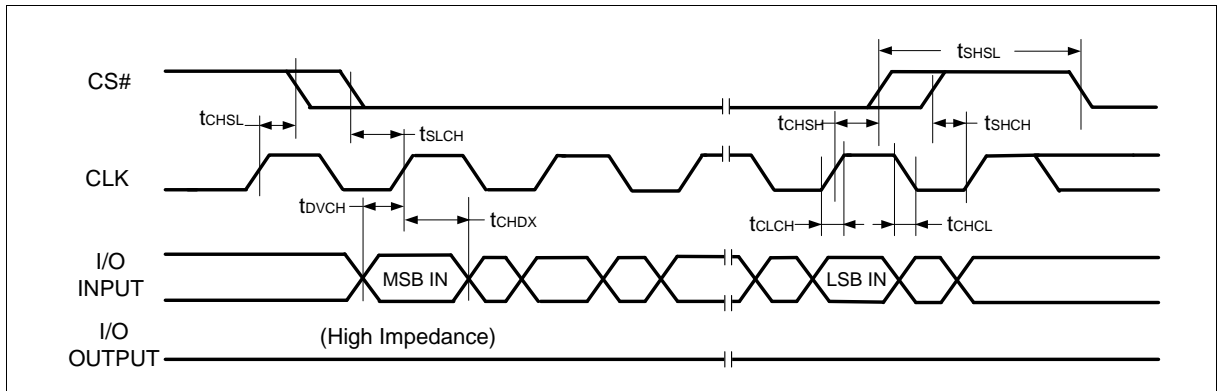 tSHSL
CS#
tCHSL
tSLCH
tCHSH
tSHCH
CLK
tDVCH
tCHDX
tCLCH
tCHCL
I/O
INPUT
MSB IN
LSB IN
I/O
OUTPUT
(High Impedance)